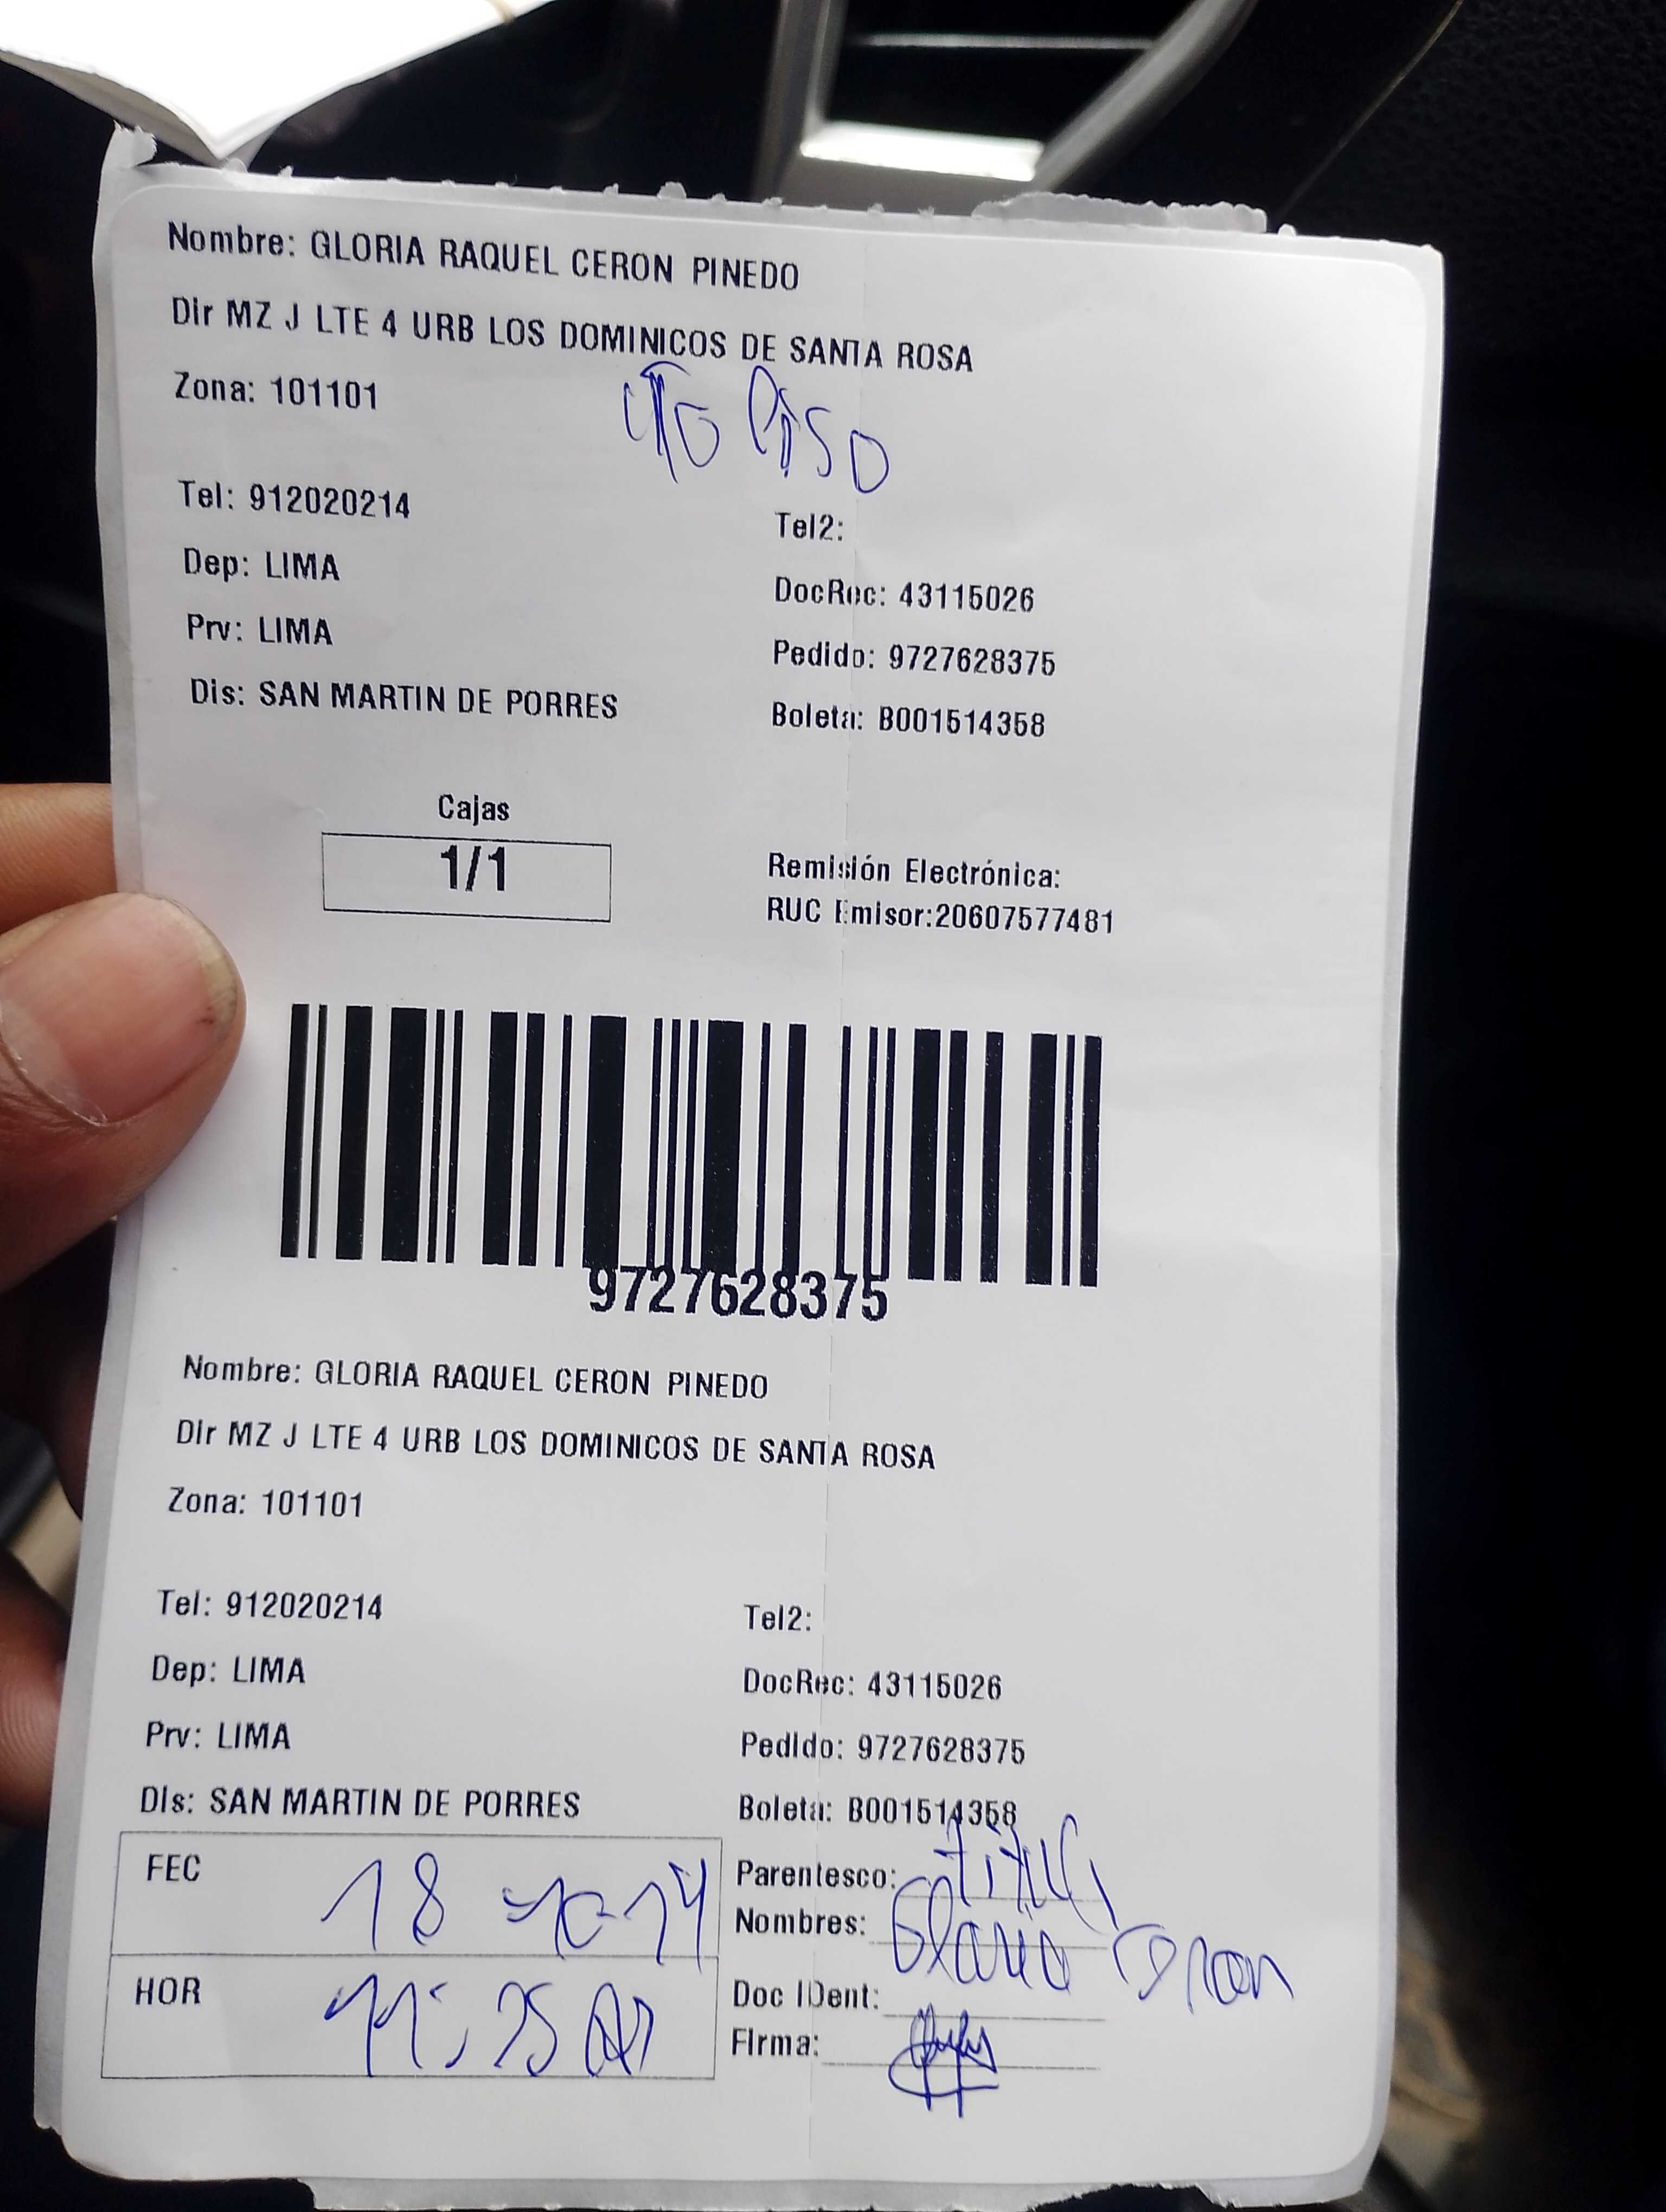 Nombre: GLORIA RAQUEL CERON PINEDO
Dir MZ J LTE 4 URB LOS DOMINICOS DE SANTA ROSA
Zona: 101101
4TO PISO
Tel: 912020214
Tel2:
Dep: LIMA
DocRec: 43115026
Prv: LIMA
Pedido: 9727628375
Dis: SAN MARTIN DE PORRES
Boleta: B001514358
Cajas
1/1
Remisión Electrónica:
RUC Emisor:20607577481
9727628375
Nombre: GLORIA RAQUEL CERON PINEDO
Dir MZ J LTE 4 URB LOS DOMINICOS DE SANTA ROSA
Zona: 101101
Tel: 912020214
Tel2:
Dep: LIMA
DocRec: 43115026
Prv: LIMA
Pedido: 9727628375
Dis: SAN MARTIN DE PORRES
Boleta: B001514358
FEC 18
Parentesco:
Nombres: Gloria Ceron
HOR
Doc IDent:
Firma: